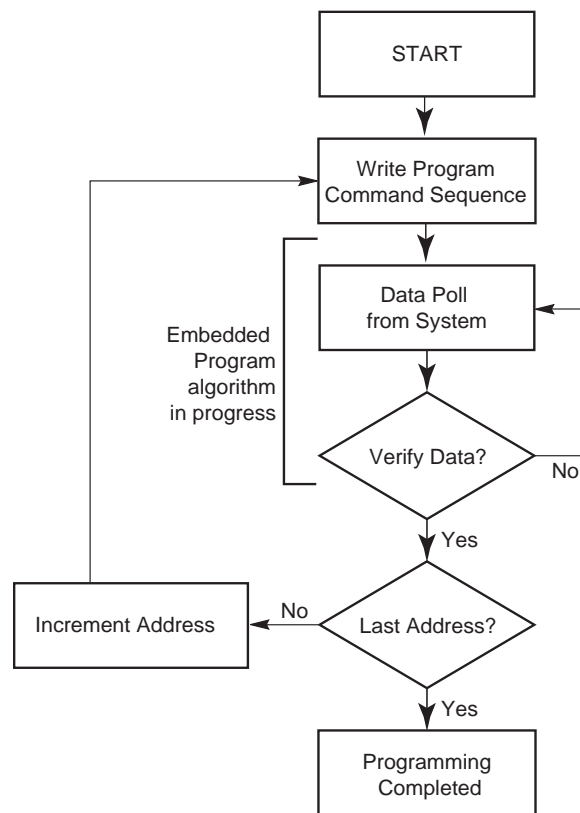 START
Write Program
Command Sequence
Data Poll
from System
Embedded
Program
algorithm
in progress
Verify Data?
No
Yes
Last Address?
No
Increment Address
Yes
Programming
Completed